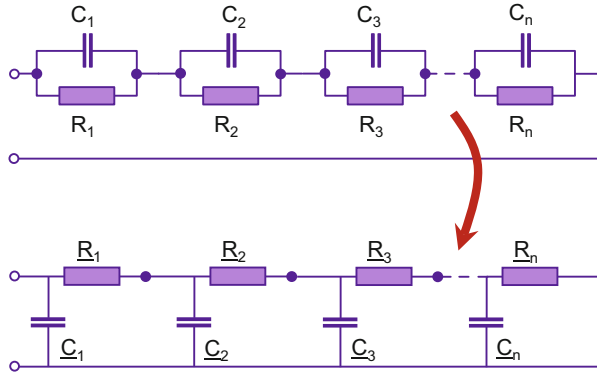 C₁ C₂ C₃ Cₙ
R₁ R₂ R₃ Rₙ
R₁ R₂ R₃ Rₙ
C₁ C₂ C₃ Cₙ